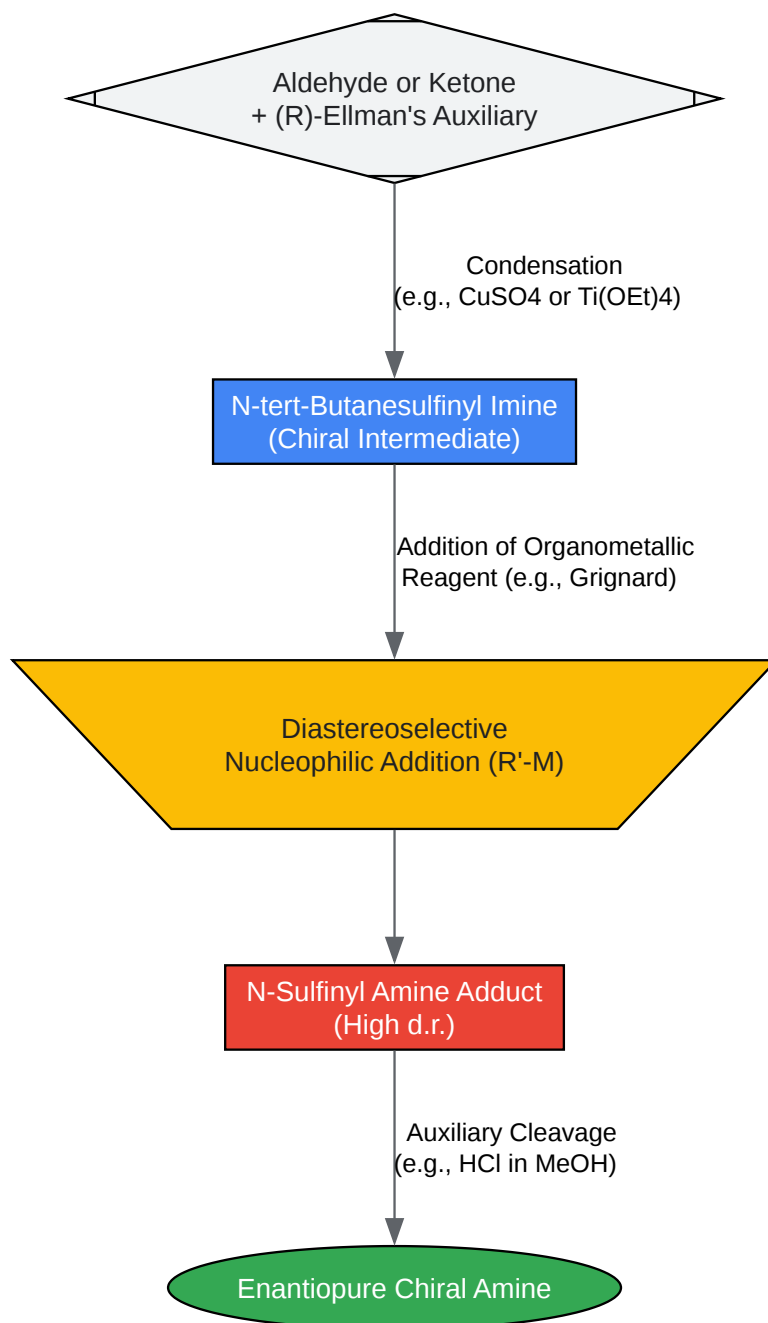 Aldehyde or Ketone
+ (R)-Ellman's Auxiliary
Condensation
(e.g., CuSO4 or Ti(OEt)4)
N-tert-Butanesulfinyl Imine
(Chiral Intermediate)
Addition of Organometallic
Reagent (e.g., Grignard)
Diastereoselective
Nucleophilic Addition (R'-M)
N-Sulfinyl Amine Adduct
(High d.r.)
Auxiliary Cleavage
(e.g., HCl in MeOH)
Enantiopure Chiral Amine